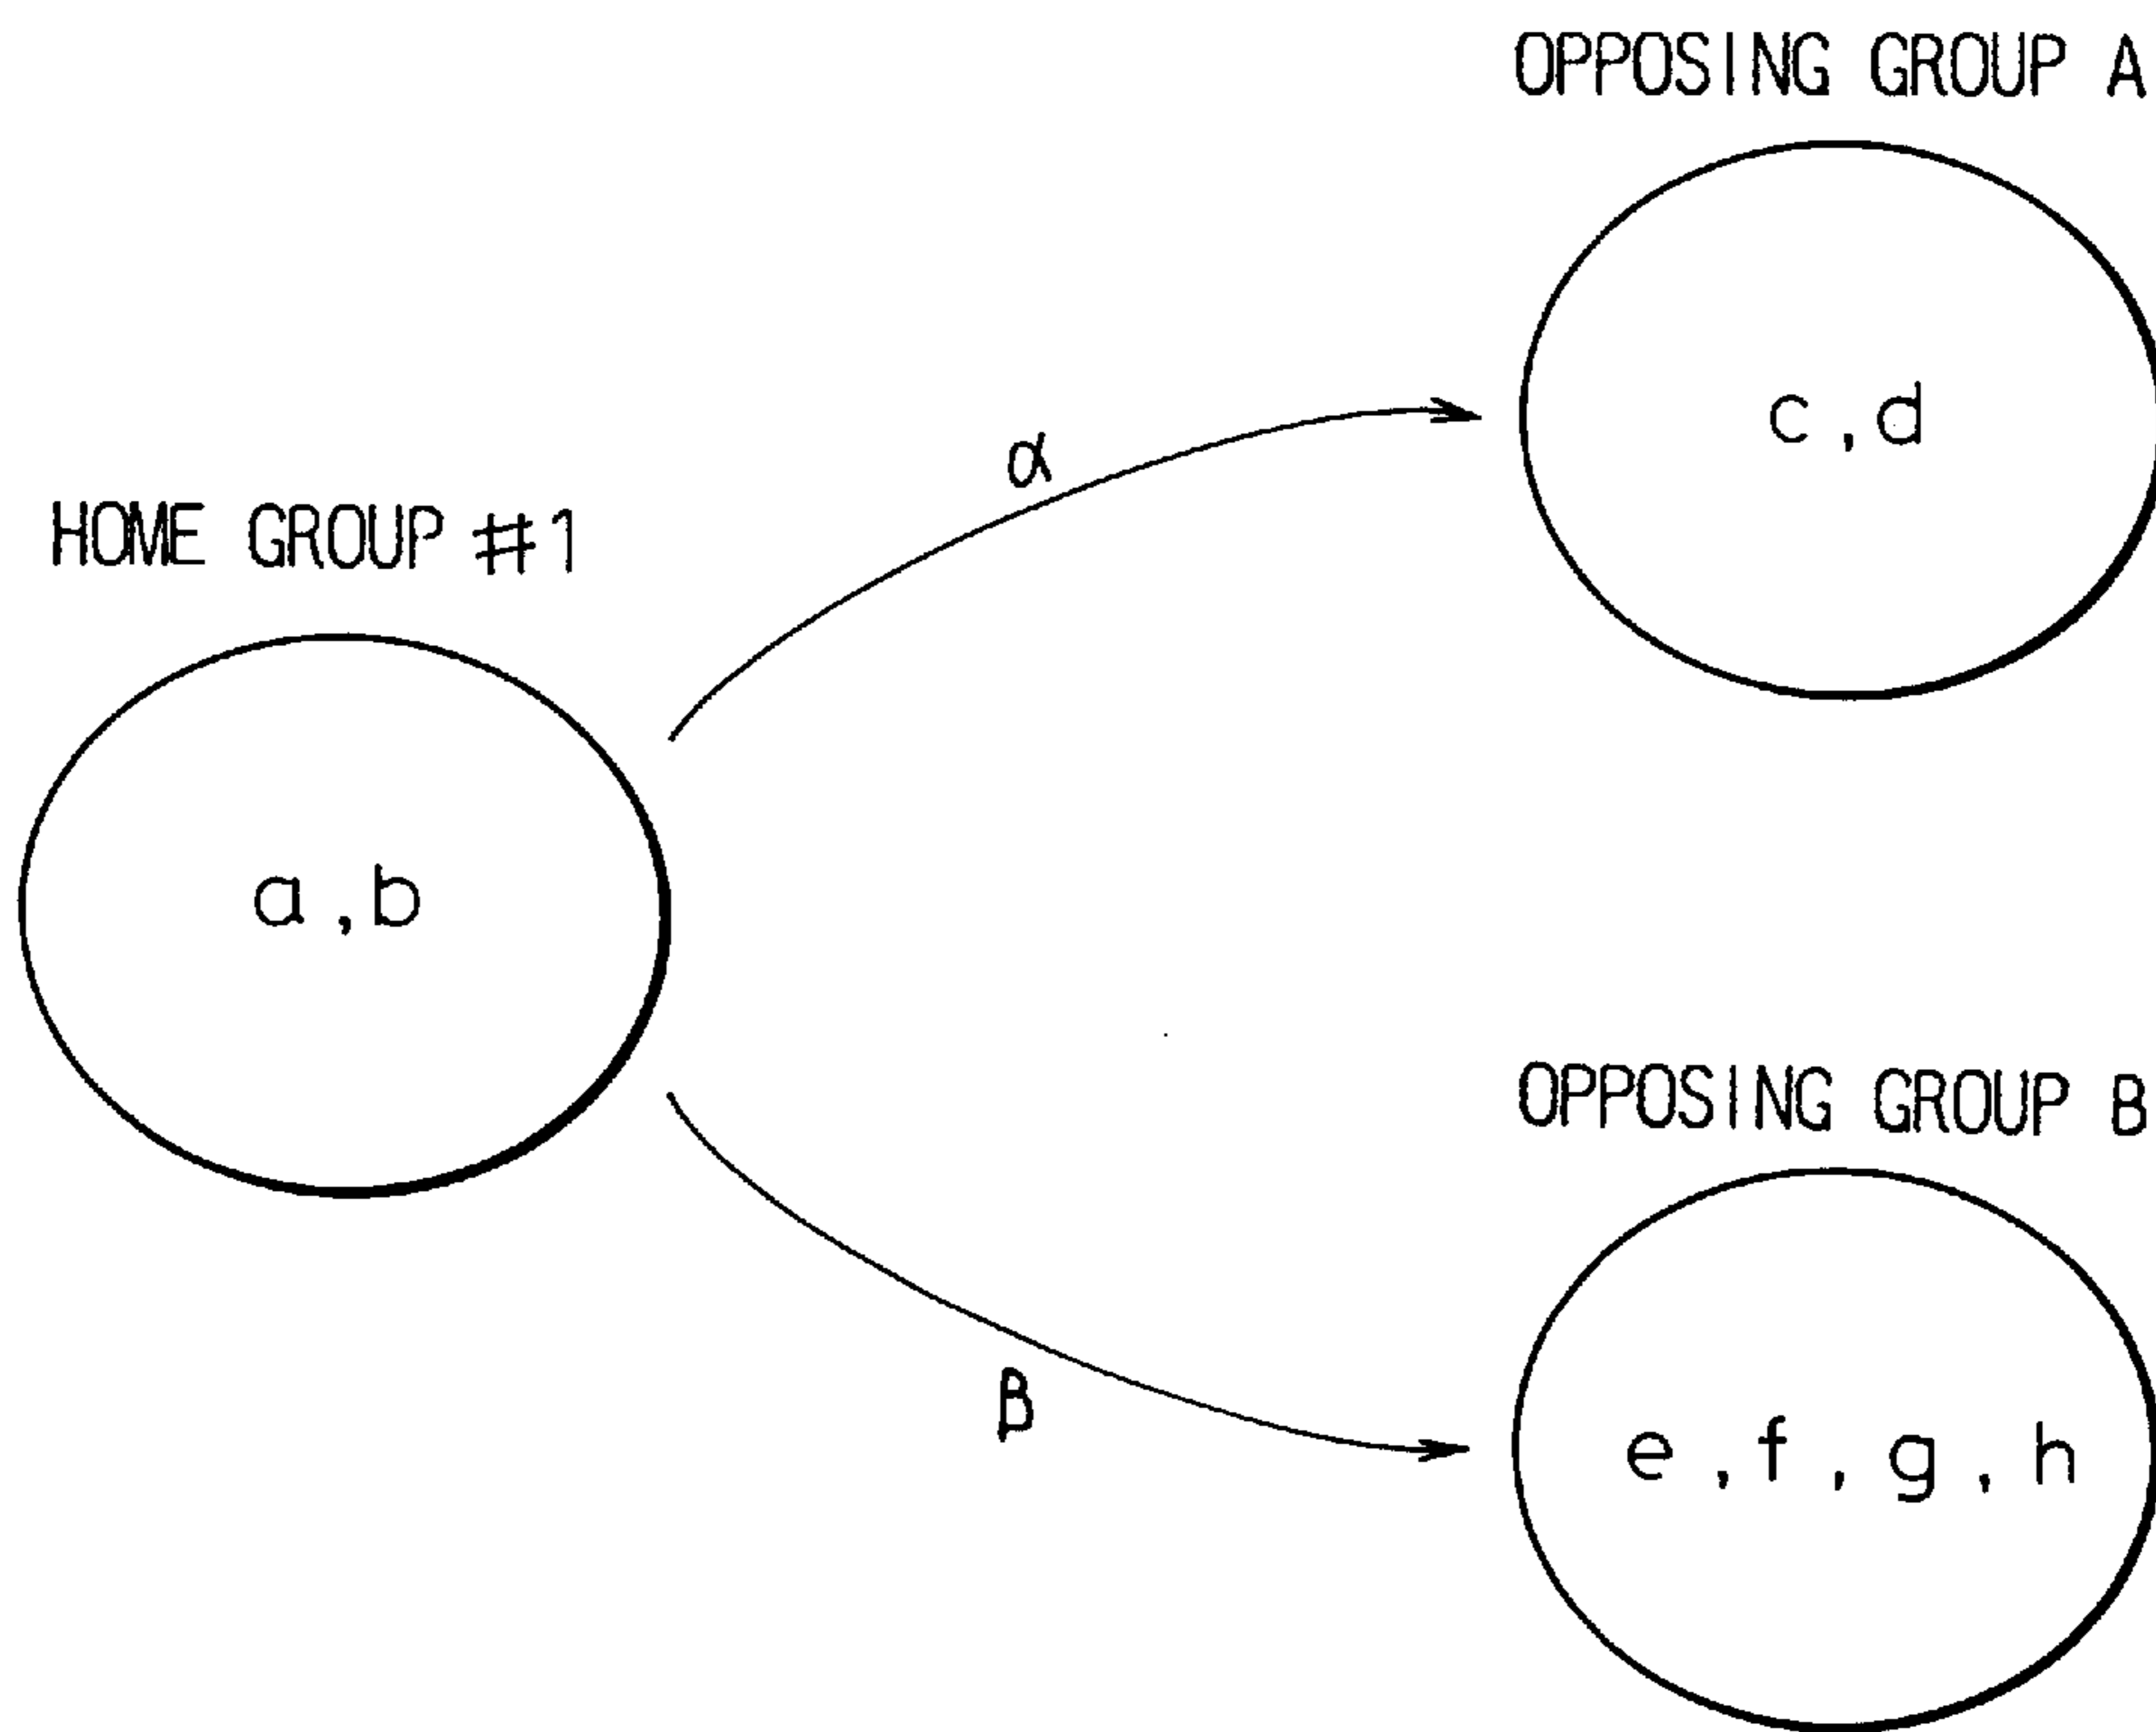 OPPOSING GROUP A
c,d
α
HOME GROUP #1
a,b
OPPOSING GROUP B
β
e,f,g,h